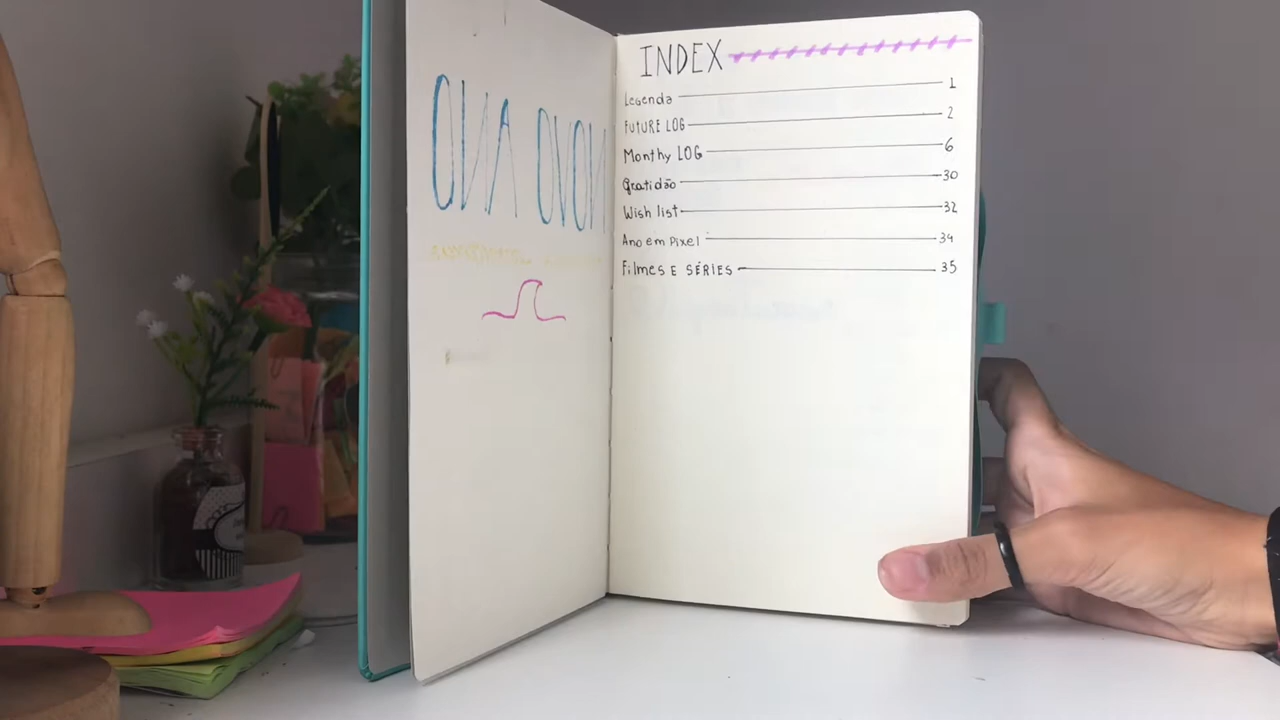 INDEX
Legenda 1
FUTURE LOG 2
Monthy LOG 6
Gratidão 30
Wish list 32
Ano em Pixel 34
Filmes E SÉRIES 35